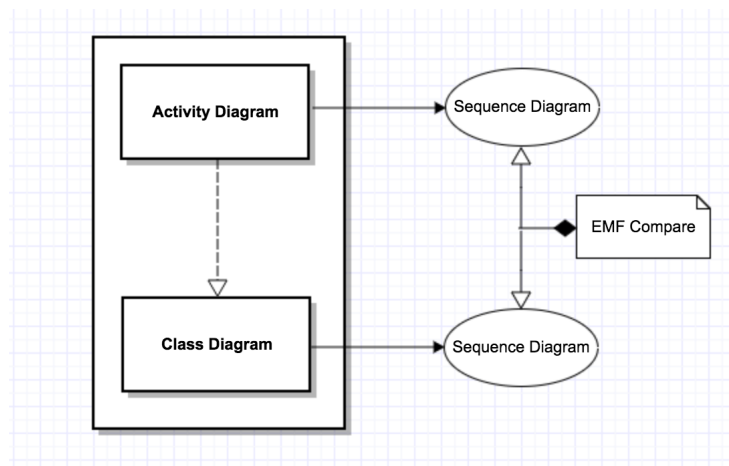 Activity Diagram
Sequence Diagram
EMF Compare
Class Diagram
Sequence Diagram